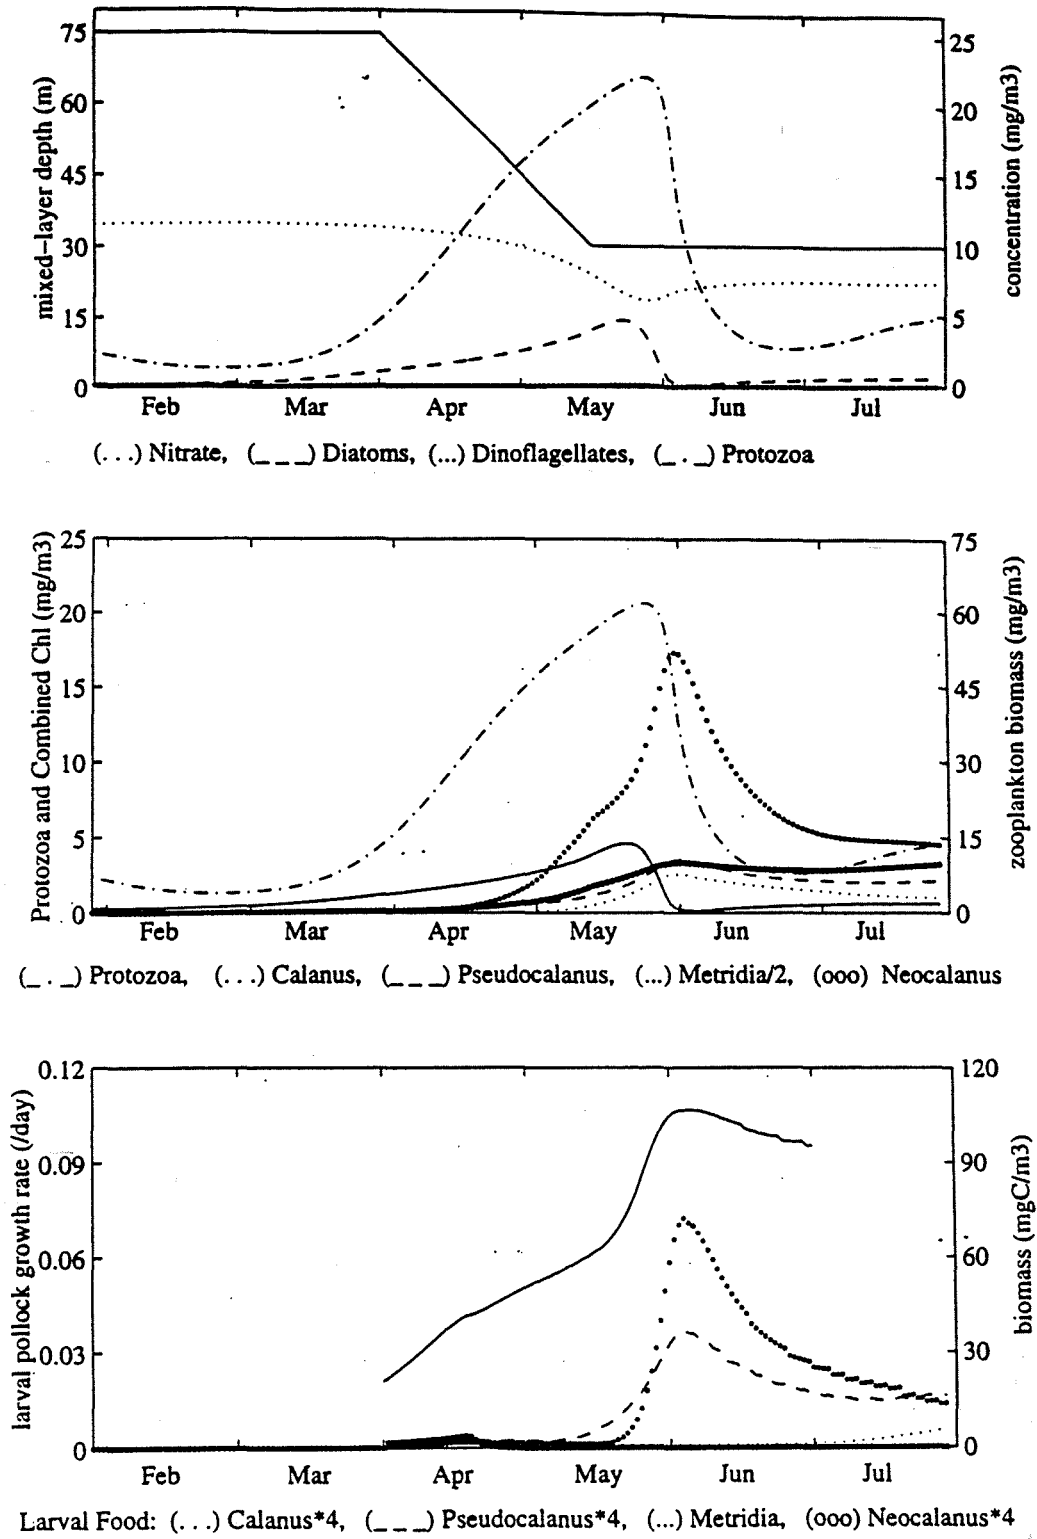 mixed-layer depth (m)
75
60
45
30
15
0
concentration (mg/m3)
25
20
15
10
5
0
Feb Mar Apr May Jun Jul
(. . .) Nitrate, (_ _ _) Diatoms, (...) Dinoflagellates, (_ . _) Protozoa
Protozoa and Combined Chl (mg/m3)
25
20
15
10
5
0
zooplankton biomass (mg/m3)
75
60
45
30
15
0
Feb Mar Apr May Jun Jul
(_ . _) Protozoa, (. . .) Calanus, (_ _ _) Pseudocalanus, (...) Metridia/2, (ooo) Neocalanus
larval pollock growth rate (/day)
0.12
0.09
0.06
0.03
0
biomass (mgC/m3)
120
90
60
30
0
Feb Mar Apr May Jun Jul
Larval Food: (. . .) Calanus*4, (_ _ _) Pseudocalanus*4, (...) Metridia, (ooo) Neocalanus*4